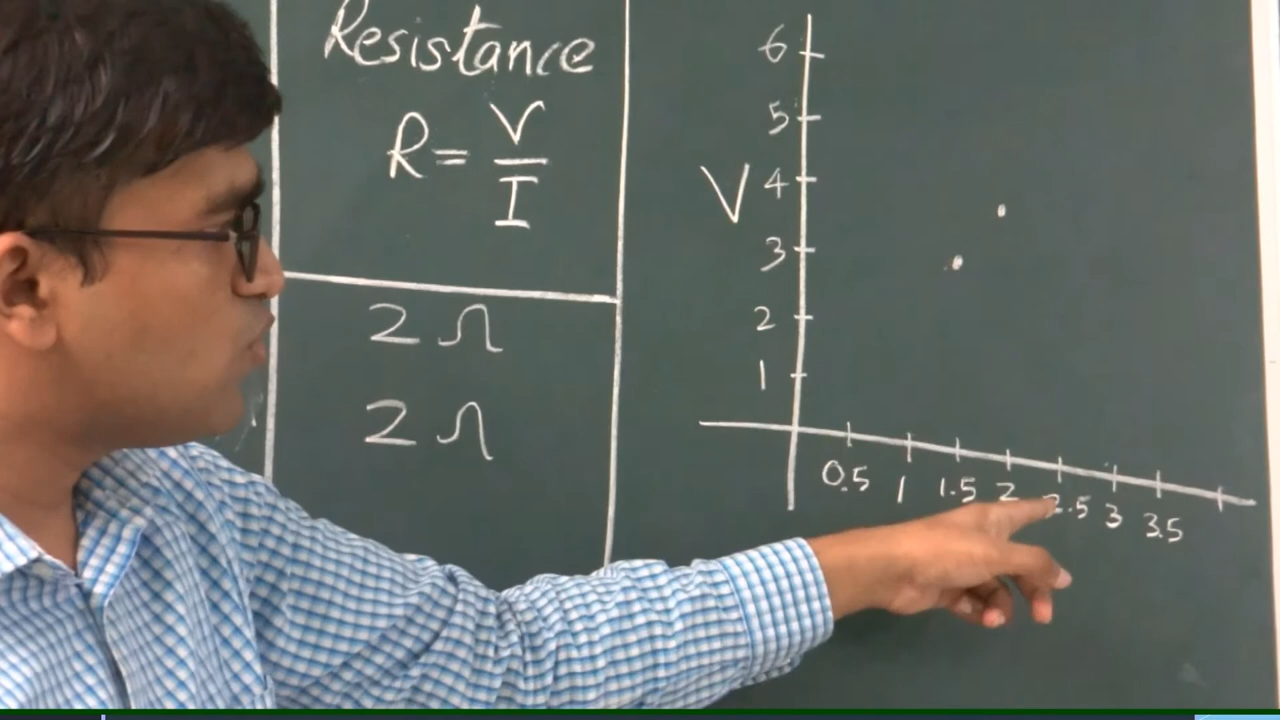 Resistance
R = V/I
2 Ω
2 Ω
V
6
5
4
3
2
1
0.5 1 1.5 2 2.5 3 3.5